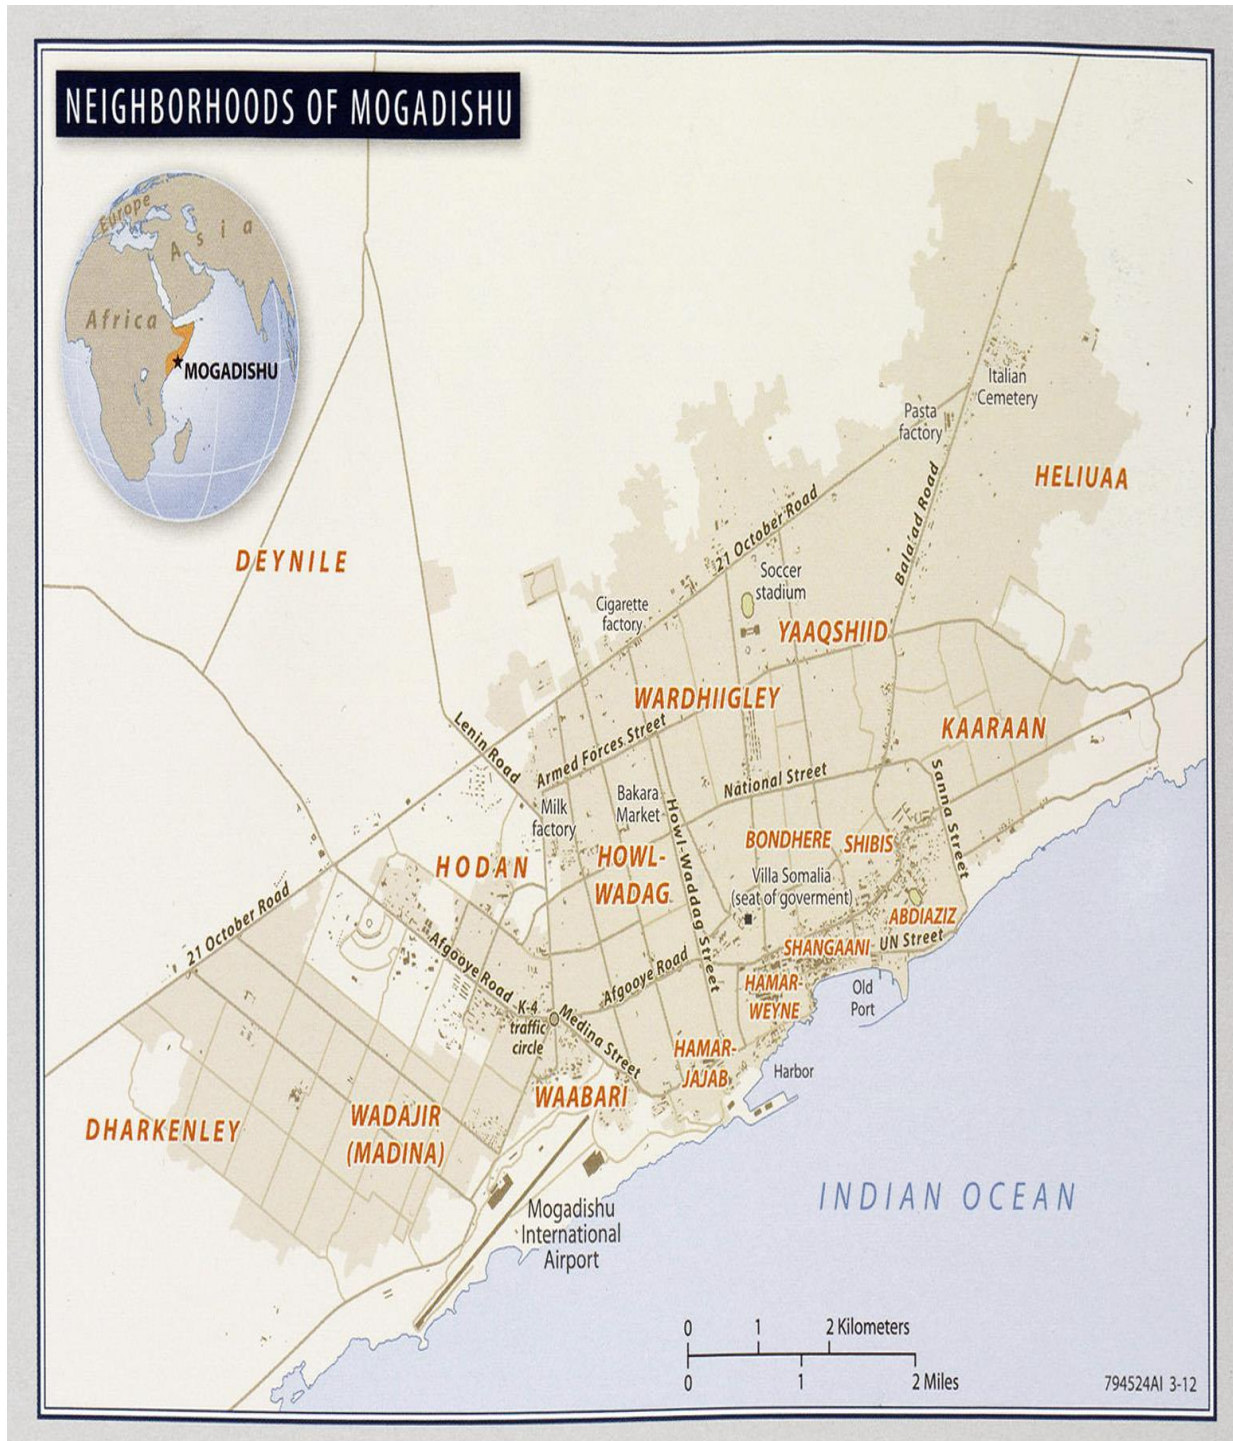 NEIGHBORHOODS OF MOGADISHU
Europe
Asia
Africa
MOGADISHU
Italian
Cemetery
Pasta
factory
HELIUAA
Bala'ad Road
21 October Road
DEYNILE
Soccer
stadium
Cigarette
factory
YAAQSHIID
WARDHIIGLEY
KAARAAN
Lenin Road
Armed Forces Street
National Street
Sanna Street
Milk
factory
Bakara
Market
Howl-Waddag Street
BONDHERE
SHIBIS
HODAN
HOWL-
WADAG
Villa Somalia
(seat of goverment)
21 October Road
ABDIAZIZ
Afgooye Road
SHANGAANI
UN Street
Afgooye Road
HAMAR-
WEYNE
Old
Port
K-4
traffic
circle
Medina Street
HAMAR-
JAJAB
Harbor
WAABARI
DHARKENLEY
WADAJIR
(MADINA)
INDIAN OCEAN
Mogadishu
International
Airport
0 1 2 Kilometers
0 1 2 Miles
794524AI 3-12